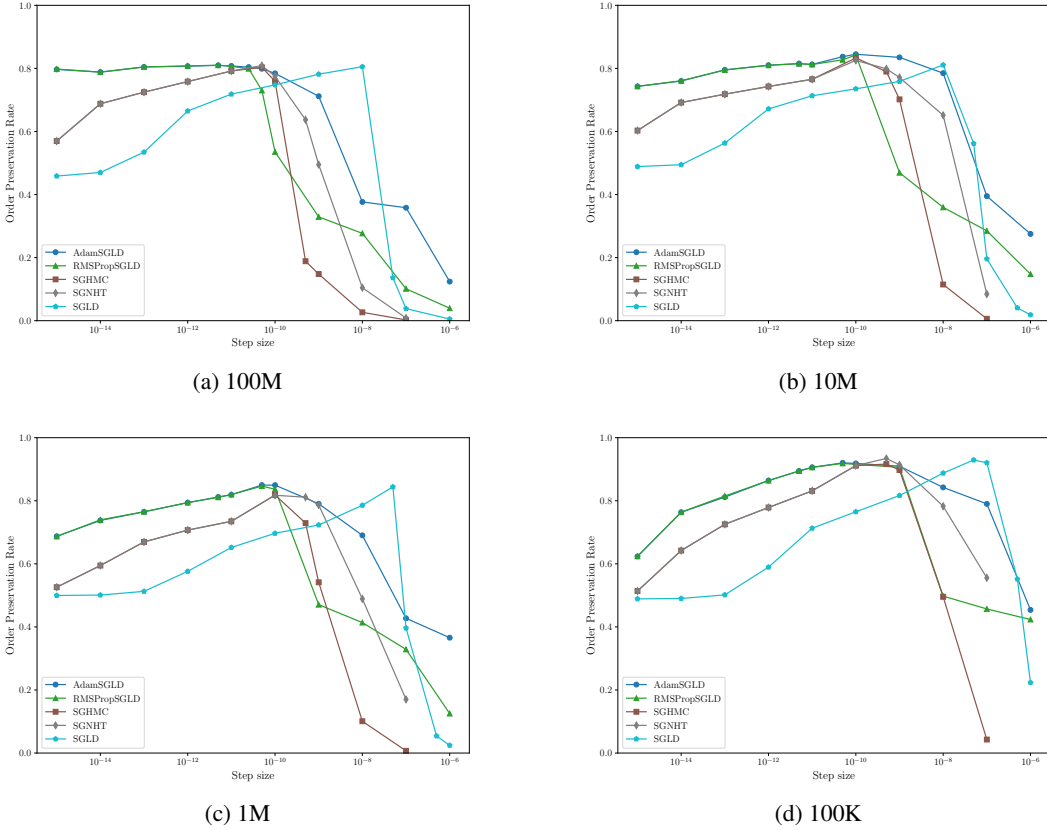 1.0
0.8
0.6
0.4
0.2
0.0
Order Preservation Rate
AdamSGLD
RMSPropSGLD
SGHMC
SGNHT
SGLD
10⁻¹⁴ 10⁻¹² 10⁻¹⁰ 10⁻⁸ 10⁻⁶
Step size
(a) 100M
1.0
0.8
0.6
0.4
0.2
0.0
Order Preservation Rate
AdamSGLD
RMSPropSGLD
SGHMC
SGNHT
SGLD
10⁻¹⁴ 10⁻¹² 10⁻¹⁰ 10⁻⁸ 10⁻⁶
Step size
(b) 10M
1.0
0.8
0.6
0.4
0.2
0.0
Order Preservation Rate
AdamSGLD
RMSPropSGLD
SGHMC
SGNHT
SGLD
10⁻¹⁴ 10⁻¹² 10⁻¹⁰ 10⁻⁸ 10⁻⁶
Step size
(c) 1M
1.0
0.8
0.6
0.4
0.2
0.0
Order Preservation Rate
AdamSGLD
RMSPropSGLD
SGHMC
SGNHT
SGLD
10⁻¹⁴ 10⁻¹² 10⁻¹⁰ 10⁻⁸ 10⁻⁶
Step size
(d) 100K